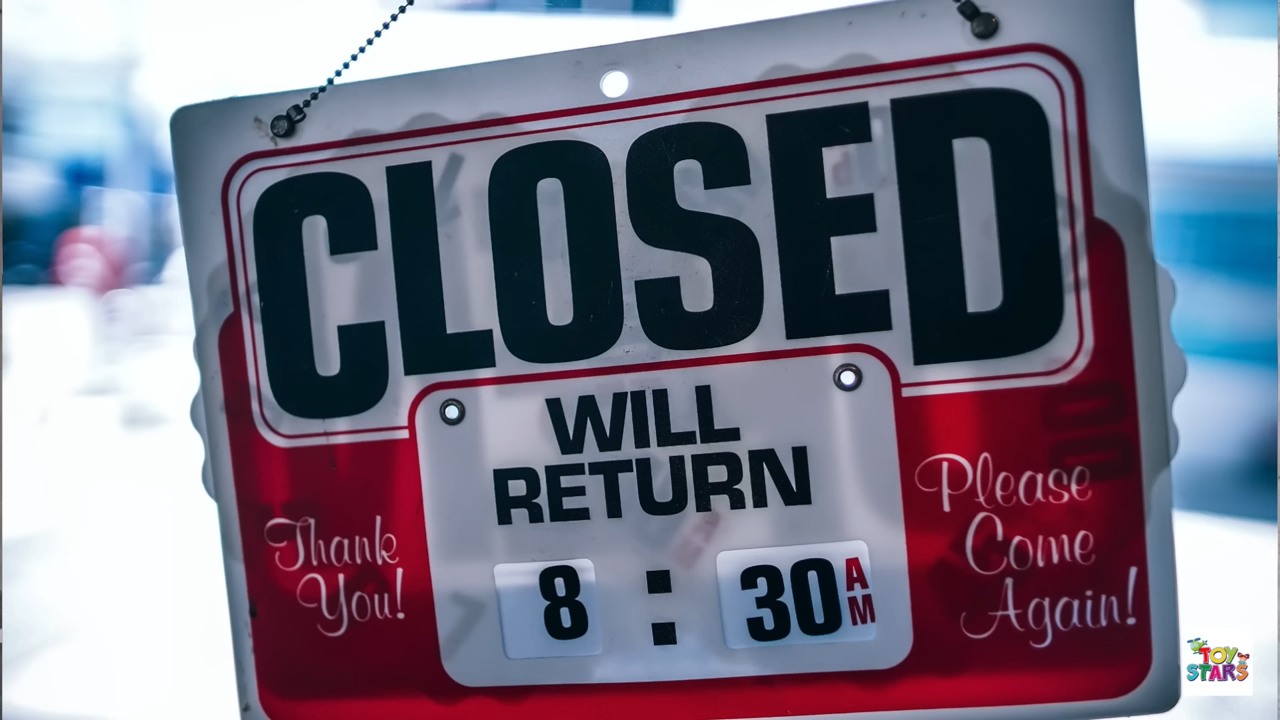 CLOSED
WILL
RETURN
8 : 30 AM
Thank
You!
Please
Come
Again!
TOY
STARS